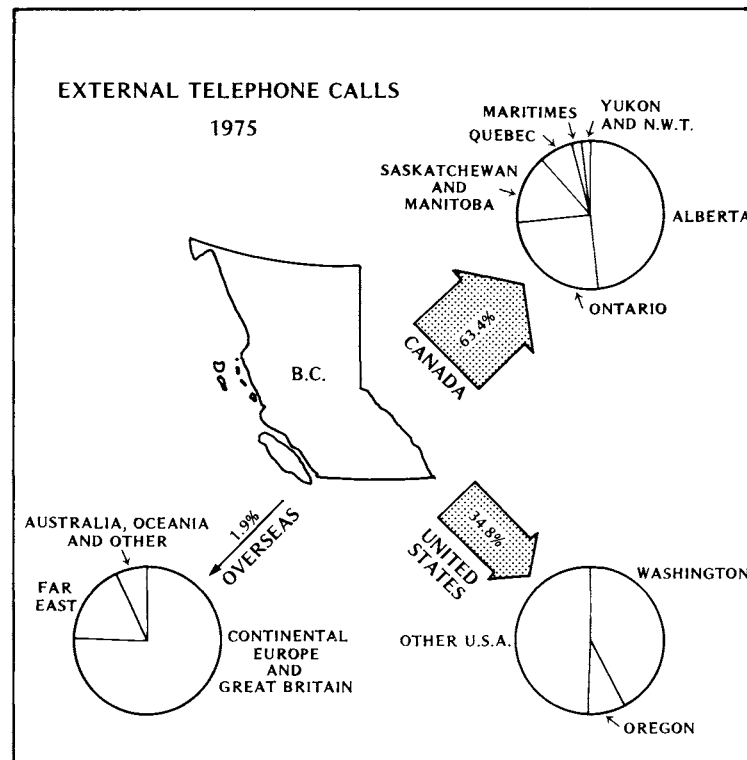 EXTERNAL TELEPHONE CALLS
1975
MARITIMES
YUKON
AND N.W.T.
QUEBEC
SASKATCHEWAN
AND
MANITOBA
ALBERTA
ONTARIO
63.4%
CANADA
B.C.
1.9%
OVERSEAS
34.8%
UNITED
STATES
AUSTRALIA, OCEANIA
AND OTHER
FAR
EAST
CONTINENTAL
EUROPE
AND
GREAT BRITAIN
WASHINGTON
OTHER U.S.A.
OREGON